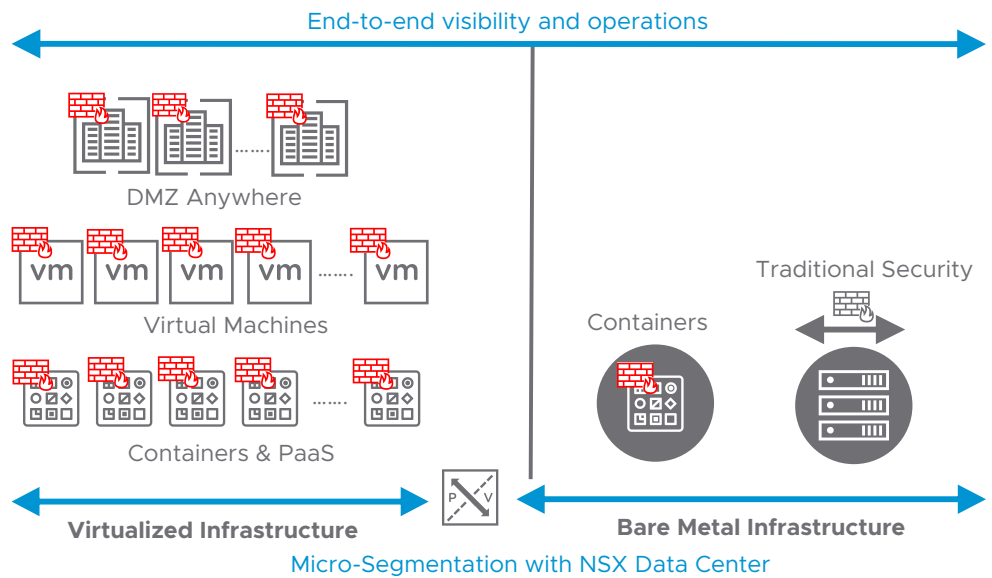 End-to-end visibility and operations
DMZ Anywhere
vm vm vm vm ....... vm
Virtual Machines
Containers & PaaS
Traditional Security
Containers
P V
Virtualized Infrastructure
Bare Metal Infrastructure
Micro-Segmentation with NSX Data Center